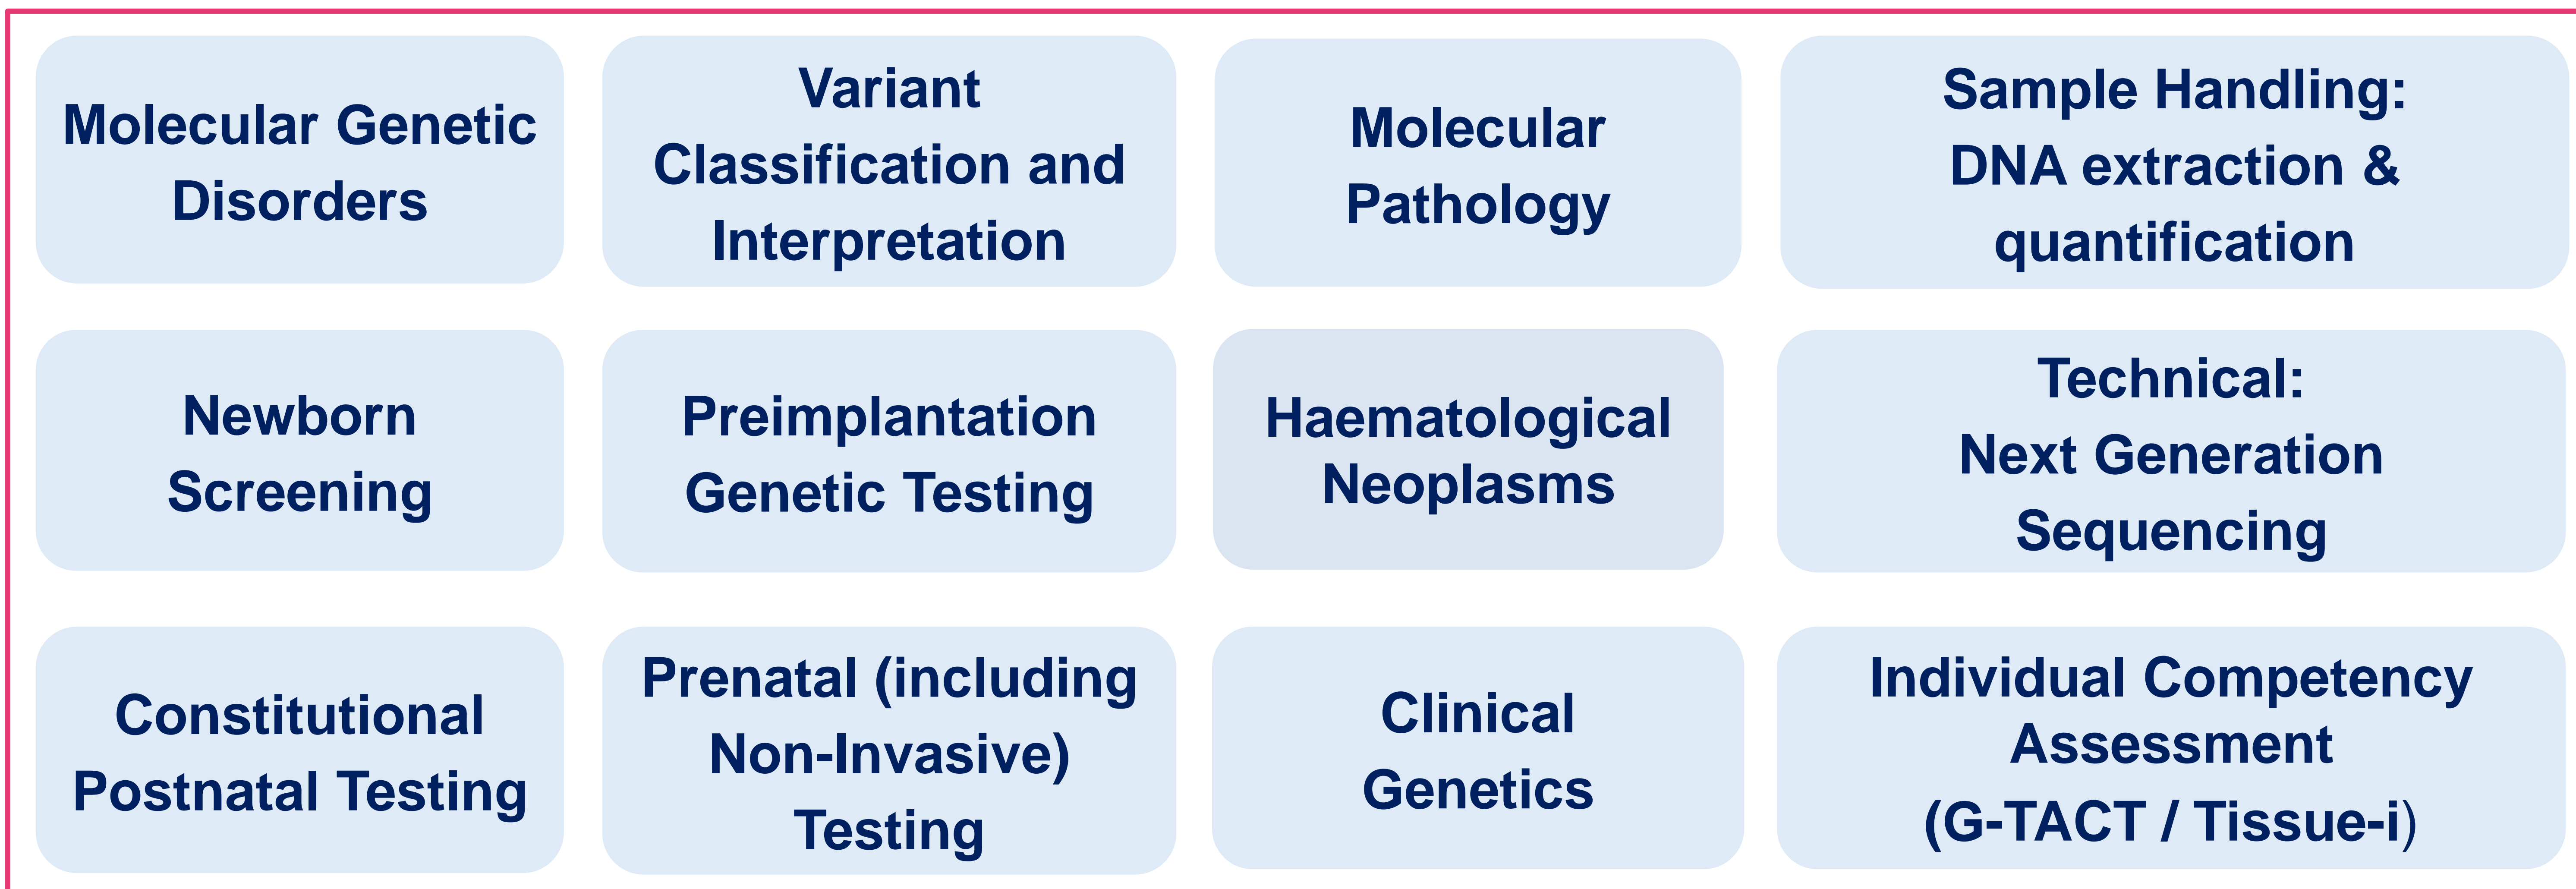 Molecular Genetic
Disorders
Variant
Classification and
Interpretation
Molecular
Pathology
Sample Handling:
DNA extraction &
quantification
Newborn
Screening
Preimplantation
Genetic Testing
Haematological
Neoplasms
Technical:
Next Generation
Sequencing
Constitutional
Postnatal Testing
Prenatal (including
Non-Invasive)
Testing
Clinical
Genetics
Individual Competency
Assessment
(G-TACT / Tissue-i)